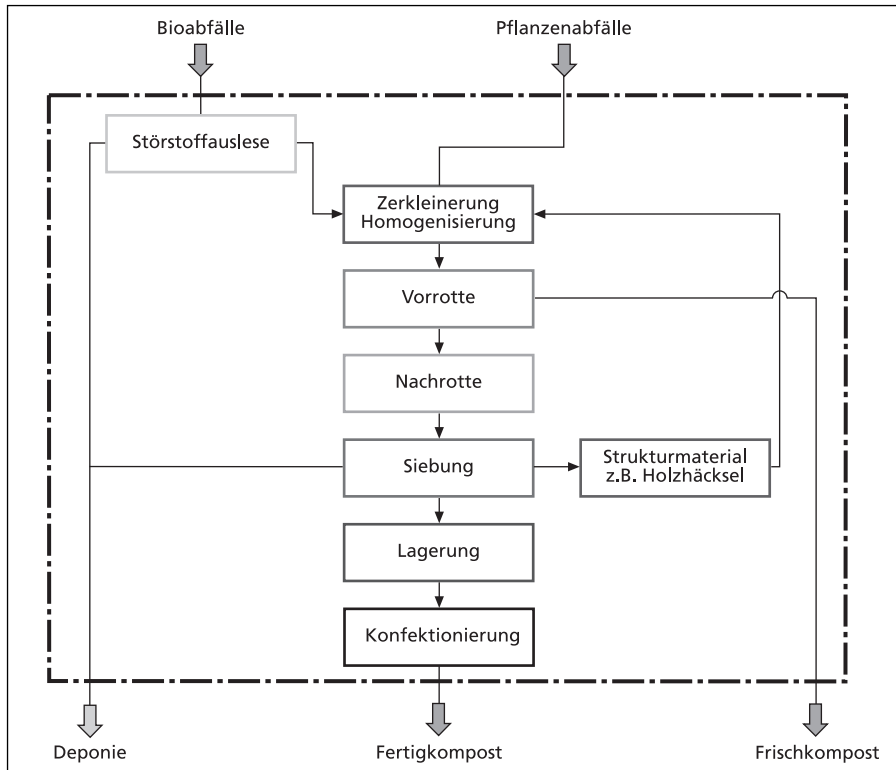 Bioabfälle
Pflanzenabfälle
Störstoffauslese
Zerkleinerung
Homogenisierung
Vorrotte
Nachrotte
Siebung
Strukturmaterial
z.B. Holzhäcksel
Lagerung
Konfektionierung
Deponie
Fertigkompost
Frischkompost